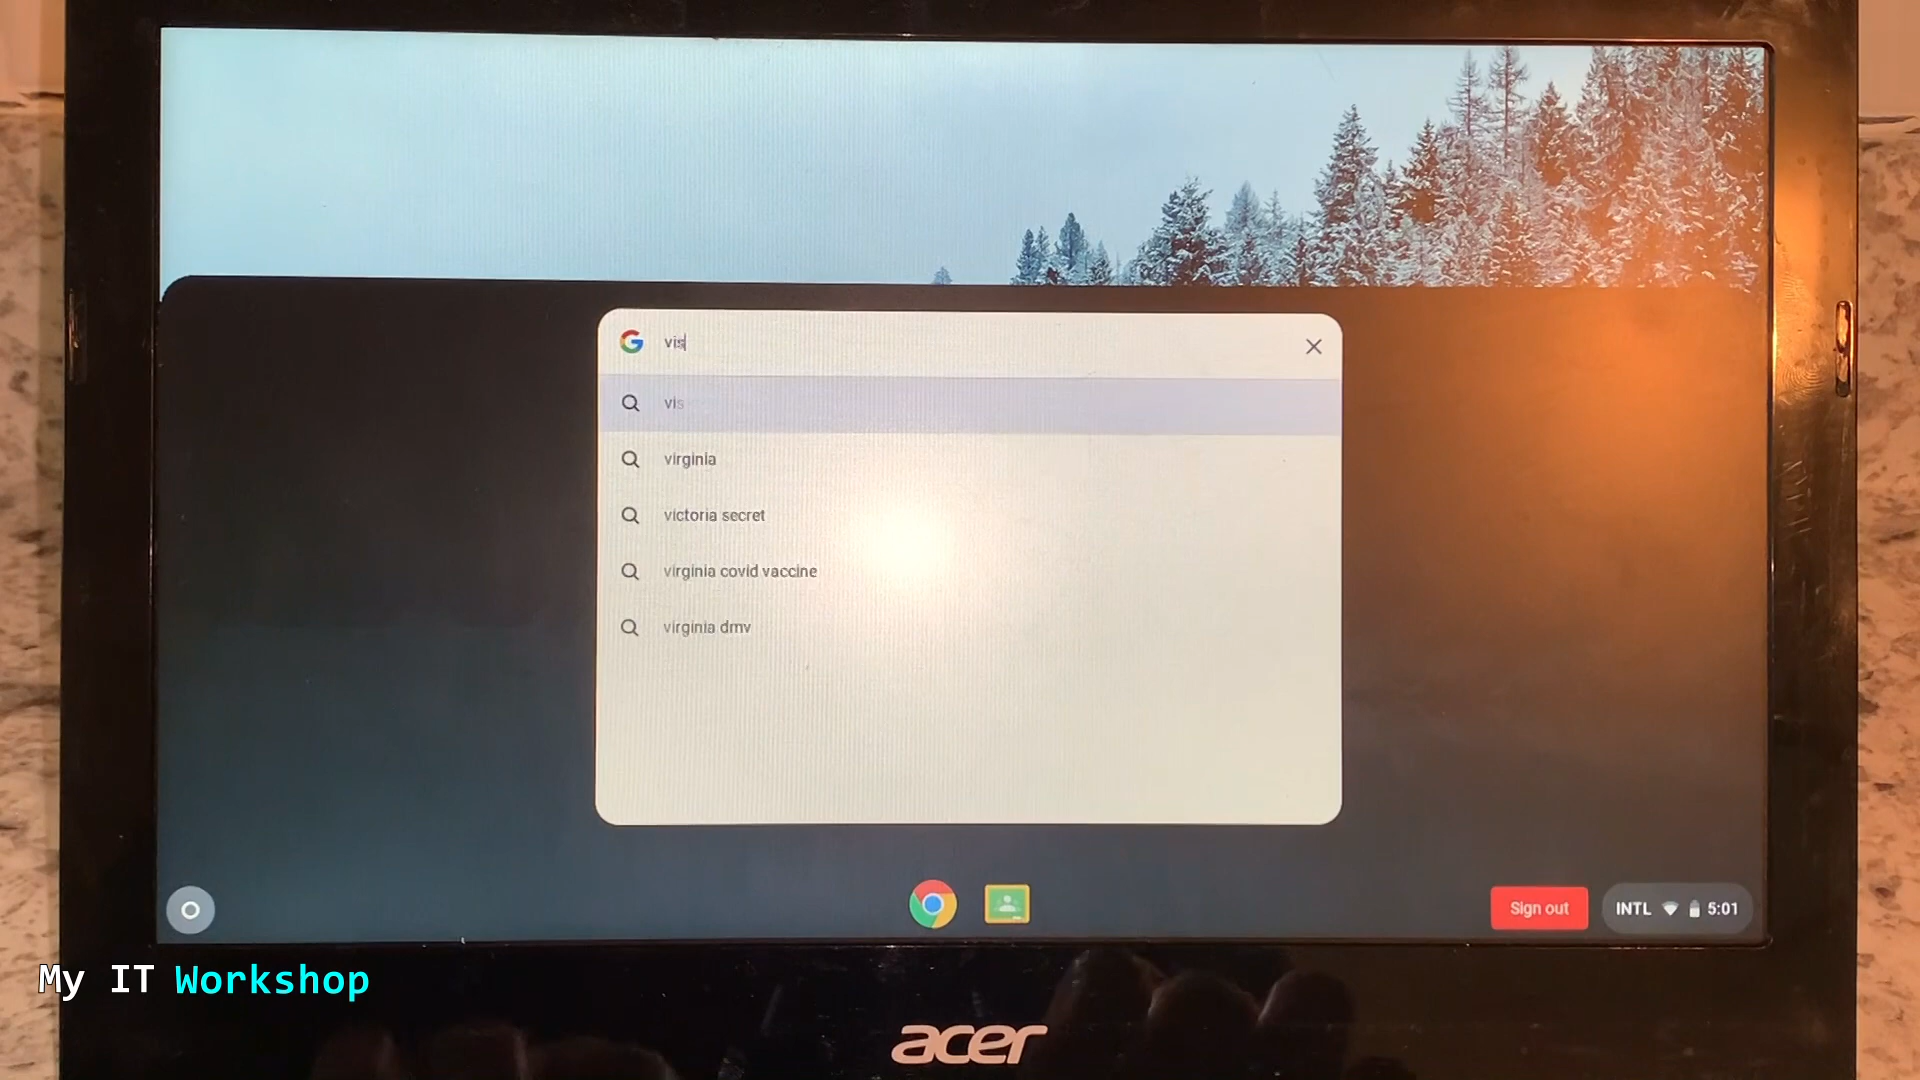 vis
vis
virginia
victoria secret
virginia covid vaccine
virginia dmv
Sign out
INTL 5:01
My IT Workshop
acer